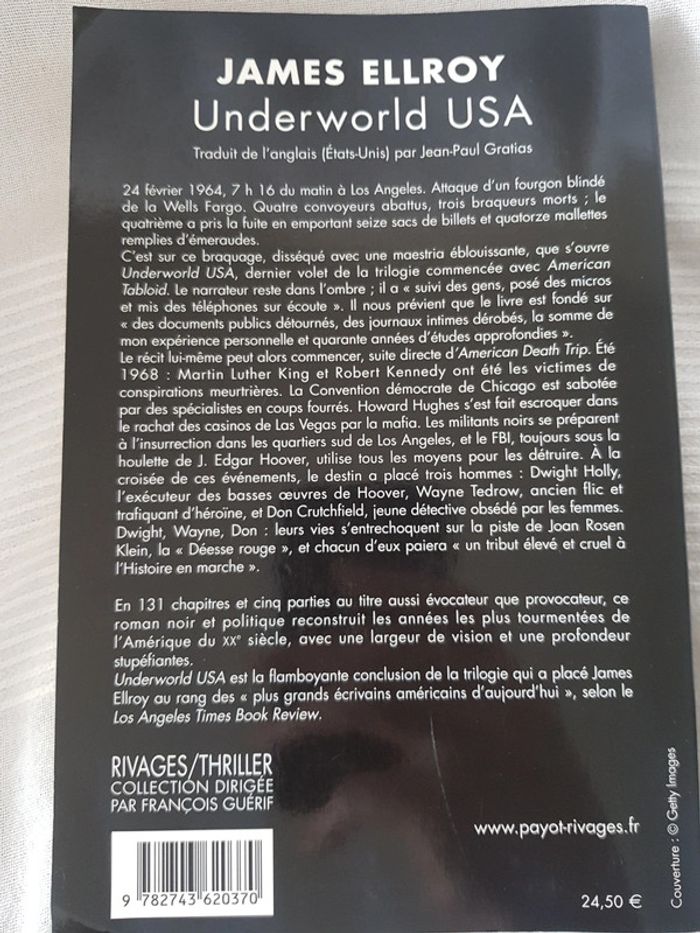 JAMES ELLROY
Underworld USA
Traduit de l'anglais (États-Unis) par Jean-Paul Gratias
24 février 1964, 7 h 16 du matin à Los Angeles. Attaque d'un fourgon blindé
de la Wells Fargo. Quatre convoyeurs abattus, trois braqueurs morts ; le
quatrième a pris la fuite en emportant seize sacs de billets et quatorze mallettes
remplies d'émeraudes.
C'est sur ce braquage, disséqué avec une maestria éblouissante, que s'ouvre
Underworld USA, dernier volet de la trilogie commencée avec American
Tabloid. Le narrateur reste dans l'ombre ; il a « suivi des gens, posé des micros
et mis des téléphones sur écoute ». Il nous prévient que le livre est fondé sur
« des documents publics détournés, des journaux intimes dérobés, la somme de
mon expérience personnelle et quarante années d'études approfondies ».
Le récit lui-même peut alors commencer, suite directe d'American Death Trip. Été
1968 : Martin Luther King et Robert Kennedy ont été les victimes de
conspirations meurtrières. La Convention démocrate de Chicago est sabotée
par des spécialistes en coups fourrés. Howard Hughes s'est fait escroquer dans
le rachat des casinos de Las Vegas par la mafia. Les militants noirs se préparent
à l'insurrection dans les quartiers sud de Los Angeles, et le FBI, toujours sous la
houlette de J. Edgar Hoover, utilise tous les moyens pour les détruire. À la
croisée de ces événements, le destin a placé trois hommes : Dwight Holly,
l'exécuteur des basses œuvres de Hoover, Wayne Tedrow, ancien flic et
trafiquant d'héroïne, et Don Crutchfield, jeune détective obsédé par les femmes.
Dwight, Wayne, Don : leurs vies s'entrechoquent sur la piste de Joan Rosen
Klein, la « Déesse rouge », et chacun d'eux paiera « un tribut élevé et cruel à
l'Histoire en marche ».
En 131 chapitres et cinq parties au titre aussi évocateur que provocateur, ce
roman noir et politique reconstruit les années les plus tourmentées de
l'Amérique du XXe siècle, avec une largeur de vision et une profondeur
stupéfiantes.
Underworld USA est la flamboyante conclusion de la trilogie qui a placé James
Ellroy au rang des « plus grands écrivains américains d'aujourd'hui », selon le
Los Angeles Times Book Review.
RIVAGES/THRILLER
COLLECTION DIRIGÉE
PAR FRANÇOIS GUÉRIF
www.payot-rivages.fr
Couverture : © Getty Images
9 782743 620370
24,50 €